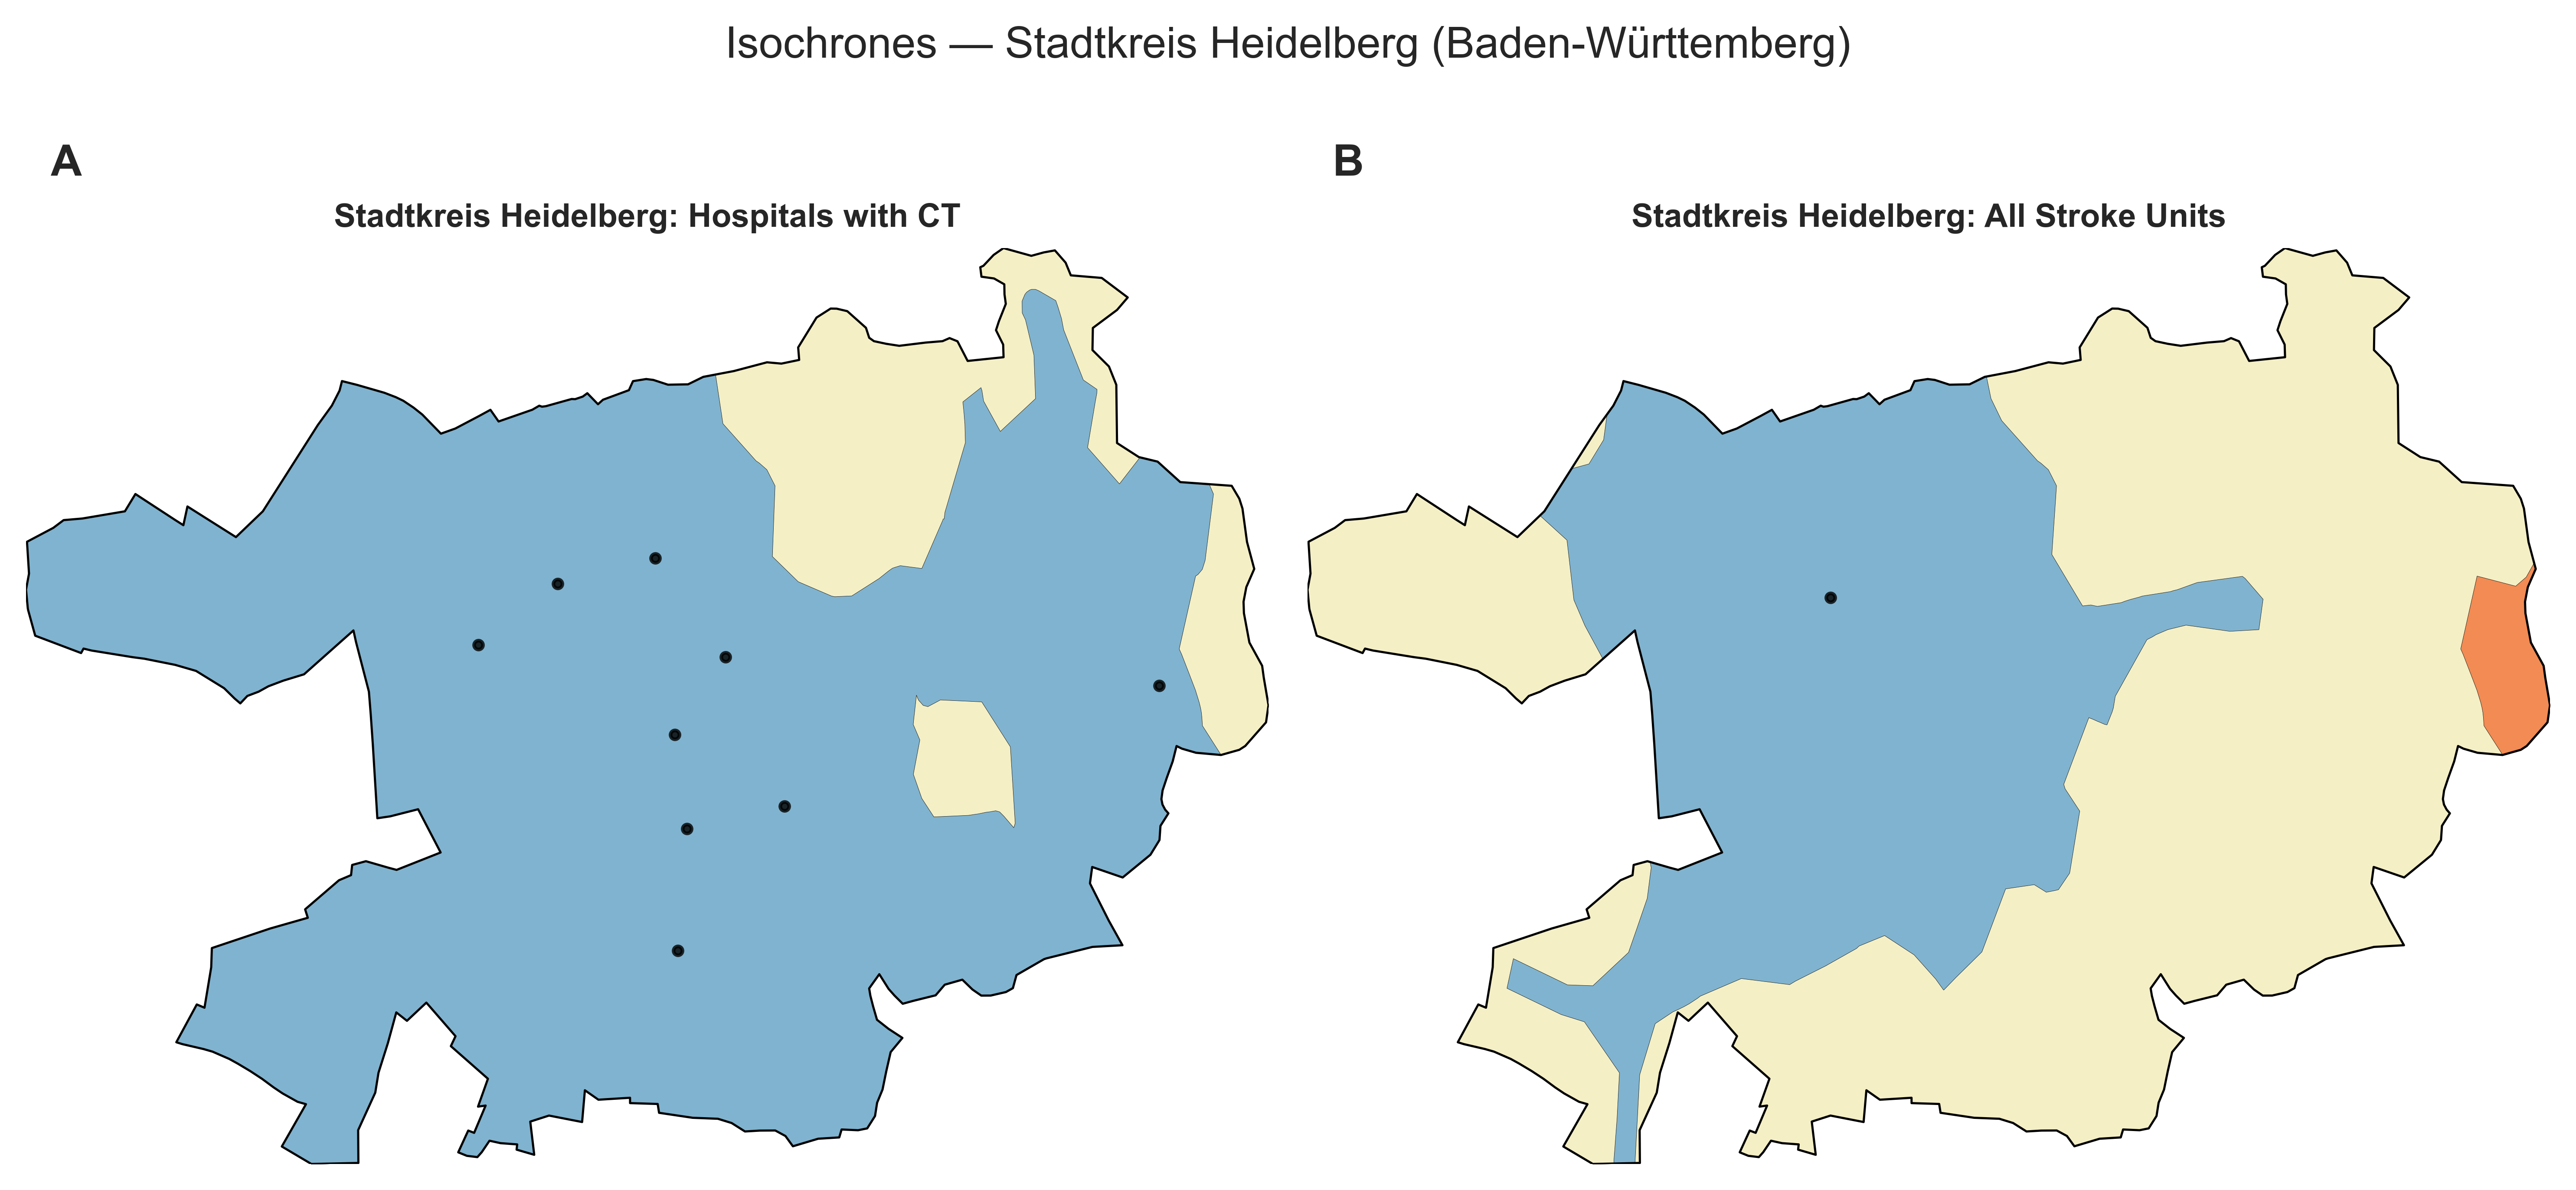 Isochrones — Stadtkreis Heidelberg (Baden-Württemberg)
A
Stadtkreis Heidelberg: Hospitals with CT
B
Stadtkreis Heidelberg: All Stroke Units